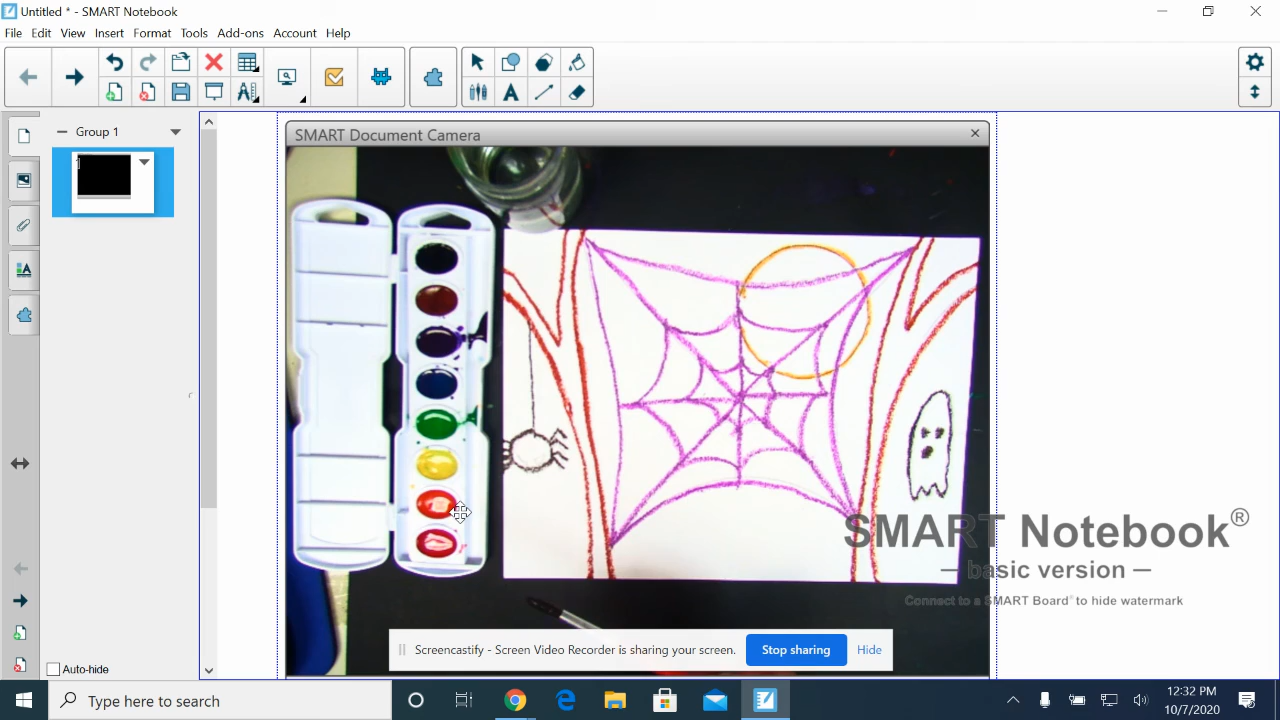 Untitled * - SMART Notebook
File Edit View Insert Format Tools Add-ons Account Help
Group 1
1
SMART Document Camera
SMART Notebook®
— basic version —
Connect to a SMART Board® to hide watermark
Screencastify - Screen Video Recorder is sharing your screen. Stop sharing Hide
Auto-hide
Type here to search
12:32 PM
10/7/2020